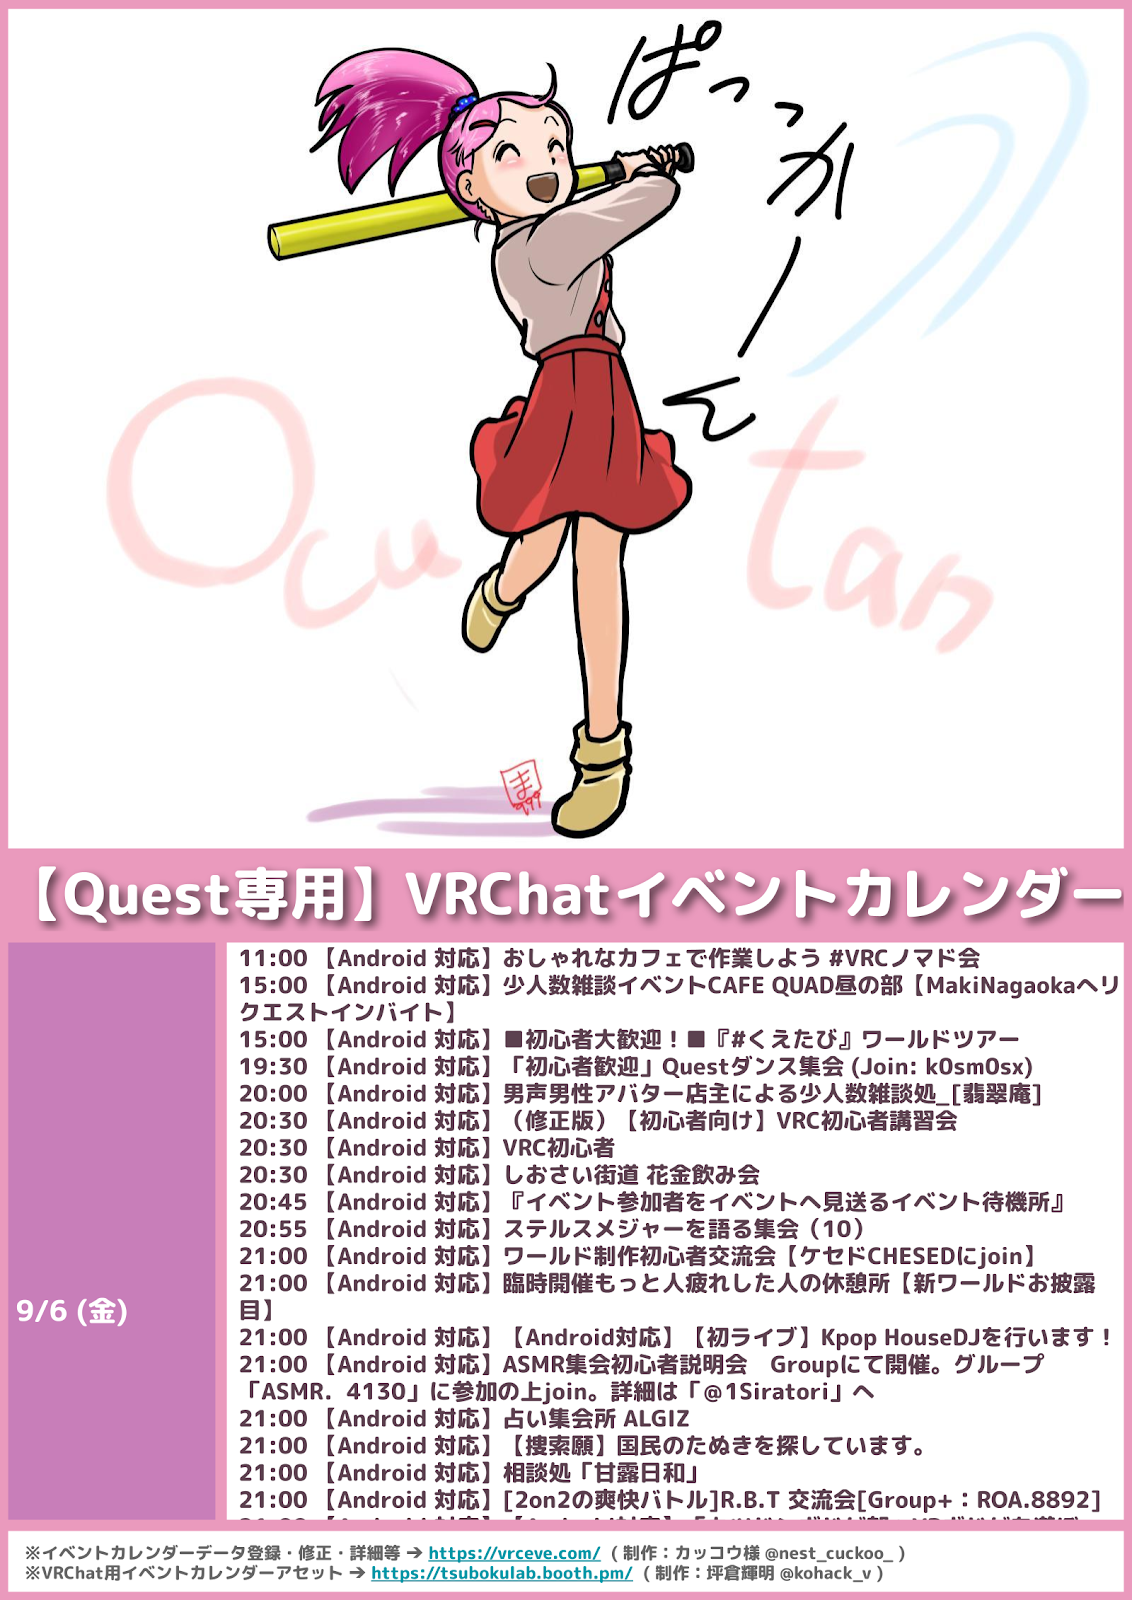 ぱっっかーん
Qcu tan
ま
999
【Quest専用】VRChatイベントカレンダー
9/6 (金)
11:00 【Android 対応】おしゃれなカフェで作業しよう #VRCノマド会
15:00 【Android 対応】少人数雑談イベントCAFE QUAD昼の部【MakiNagaokaへリ
クエストインバイト】
15:00 【Android 対応】■初心者大歓迎！■『#くえたび』ワールドツアー
19:30 【Android 対応】「初心者歓迎」Questダンス集会 (Join: k0sm0sx)
20:00 【Android 対応】男声男性アバター店主による少人数雑談処_[翡翠庵]
20:30 【Android 対応】（修正版）【初心者向け】VRC初心者講習会
20:30 【Android 対応】VRC初心者
20:30 【Android 対応】しおさい街道 花金飲み会
20:45 【Android 対応】『イベント参加者をイベントへ見送るイベント待機所』
20:55 【Android 対応】ステルスメジャーを語る集会（10）
21:00 【Android 対応】ワールド制作初心者交流会【ケセドCHESEDにjoin】
21:00 【Android 対応】臨時開催もっと人疲れした人の休憩所【新ワールドお披露
目】
21:00 【Android 対応】【Android対応】【初ライブ】Kpop HouseDJを行います！
21:00 【Android 対応】ASMR集会初心者説明会　Groupにて開催。グループ
「ASMR．4130」に参加の上join。詳細は「@1Siratori」へ
21:00 【Android 対応】占い集会所 ALGIZ
21:00 【Android 対応】【捜索願】国民のたぬきを探しています。
21:00 【Android 対応】相談処「甘露日和」
21:00 【Android 対応】[2on2の爽快バトル]R.B.T 交流会[Group+：ROA.8892]
※イベントカレンダーデータ登録・修正・詳細等 ➔ https://vrceve.com/ （制作：カッコウ様 @nest_cuckoo_ ）
※VRChat用イベントカレンダーアセット ➔ https://tsubokulab.booth.pm/ （制作：坪倉輝明 @kohack_v ）